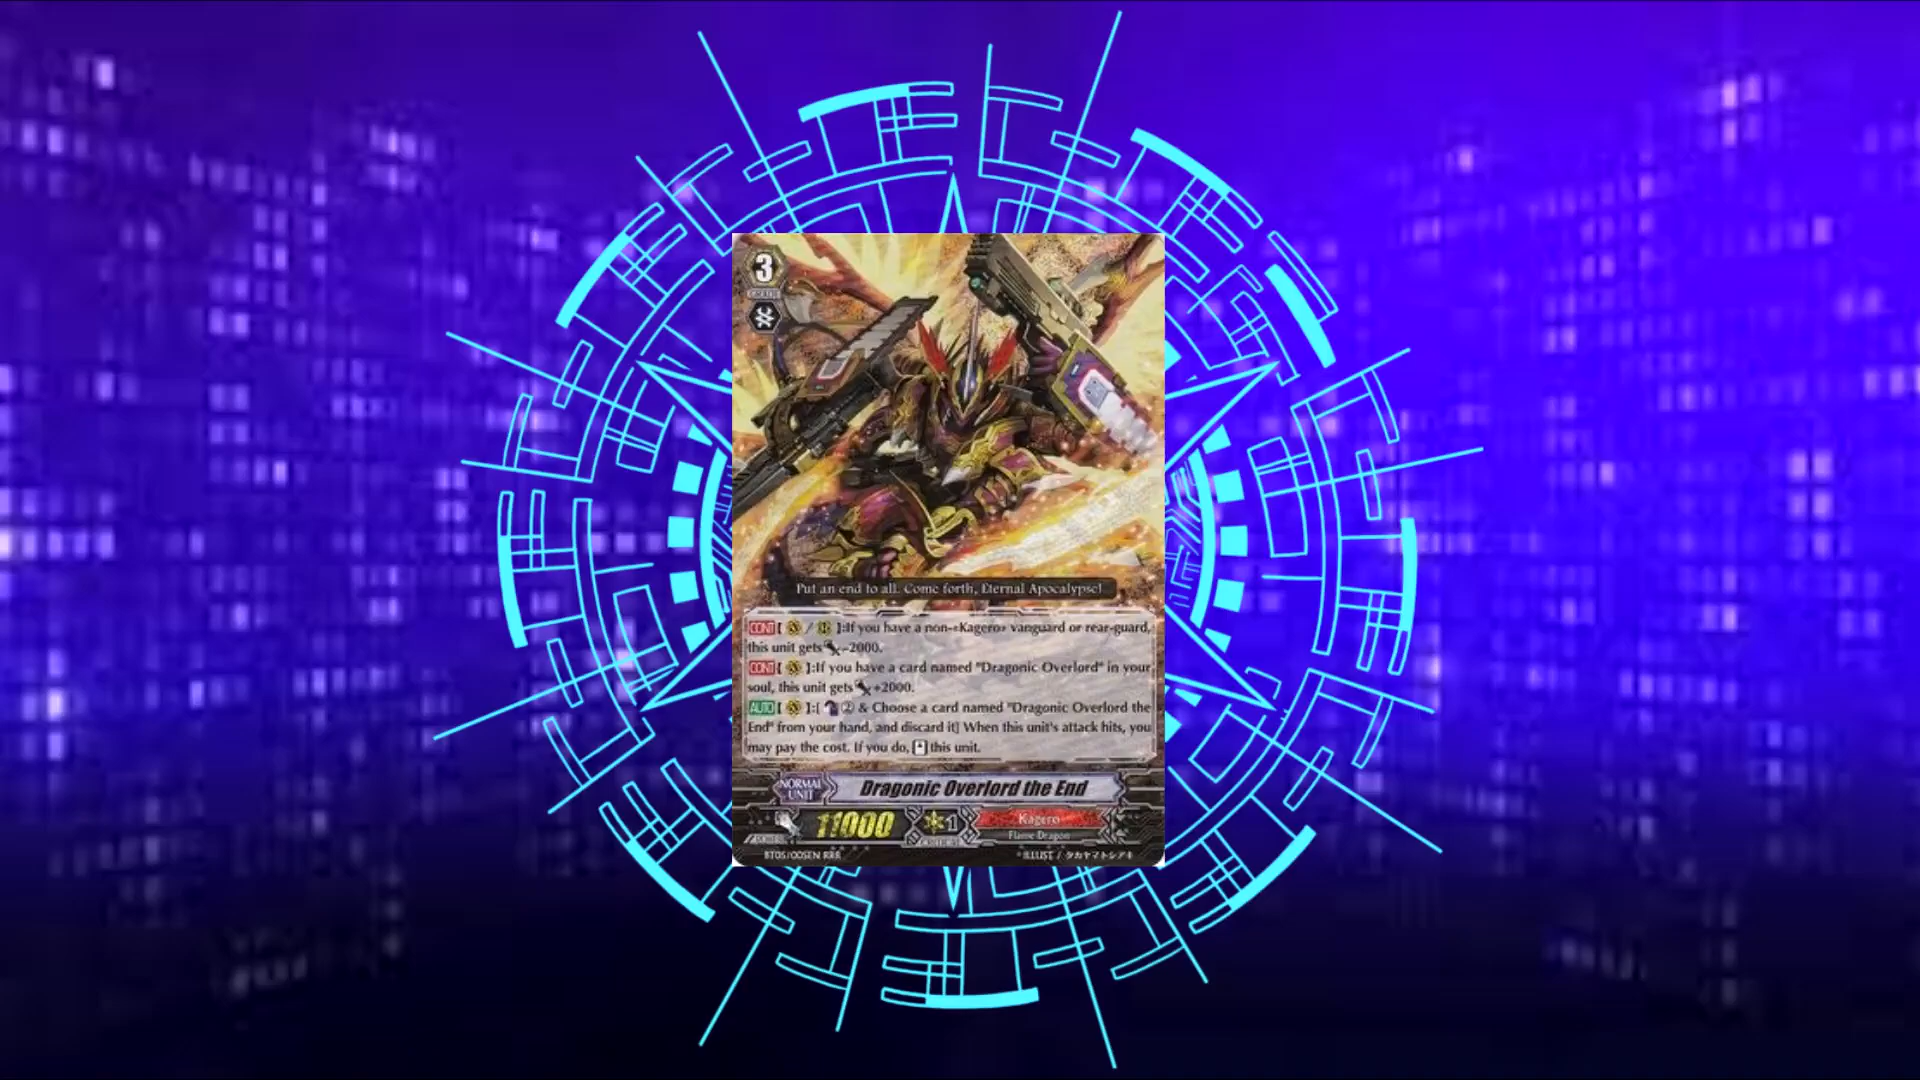 3
GRADE
Put an end to all. Come forth, Eternal Apocalypse!
CONT【 / 】:If you have a non-«Kagero» vanguard or rear-guard,
this unit gets -2000.
CONT【 】:If you have a card named "Dragonic Overlord" in your
soul, this unit gets +2000.
AUTO【 】:[ ② & Choose a card named "Dragonic Overlord the
End" from your hand, and discard it] When this unit's attack hits, you
may pay the cost. If you do, this unit.
NORMAL UNIT Dragonic Overlord the End
POWER 11000 CRITICAL 1 Kagero
Flame Dragon
BT05/005EN RRR ILLUST / タカヤマトシアキ